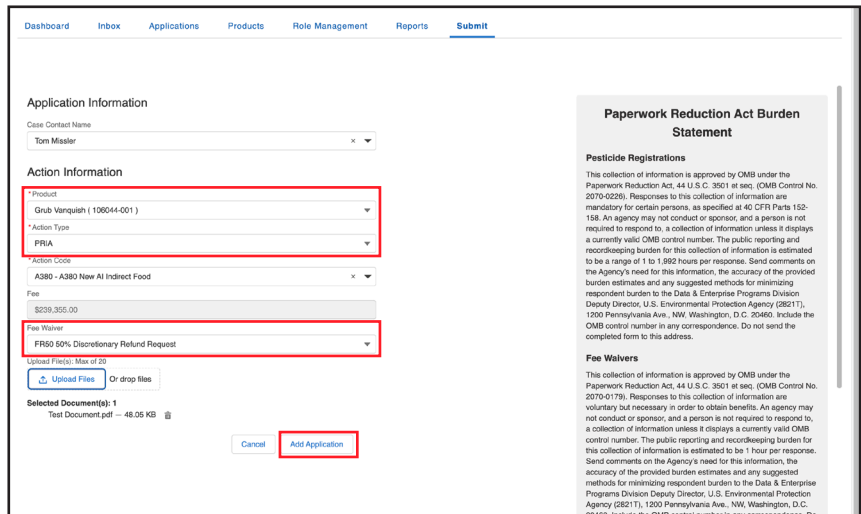 Dashboard Inbox Applications Products Role Management Reports Submit
Application Information
Case Contact Name
Tom Missler
Action Information
*Product
Grub Vanquish ( 106044-001 )
*Action Type
PRIA
*Action Code
A380 - A380 New AI Indirect Food
Fee
$239,355.00
Fee Waiver
FR50 50% Discretionary Refund Request
Upload File(s): Max of 20
Upload Files Or drop files
Selected Document(s): 1
Test Document.pdf — 48.05 KB
Cancel Add Application
Paperwork Reduction Act Burden
Statement
Pesticide Registrations
This collection of information is approved by OMB under the
Paperwork Reduction Act, 44 U.S.C. 3501 et seq. (OMB Control No.
2070-0226). Responses to this collection of information are
mandatory for certain persons, as specified at 40 CFR Parts 152-
158. An agency may not conduct or sponsor, and a person is not
required to respond to, a collection of information unless it displays
a currently valid OMB control number. The public reporting and
recordkeeping burden for this collection of information is estimated
to be a range of 1 to 1,992 hours per response. Send comments on
the Agency's need for this information, the accuracy of the provided
burden estimates and any suggested methods for minimizing
respondent burden to the Data & Enterprise Programs Division
Deputy Director, U.S. Environmental Protection Agency (2821T),
1200 Pennsylvania Ave., NW, Washington, D.C. 20460. Include the
OMB control number in any correspondence. Do not send the
completed form to this address.
Fee Waivers
This collection of information is approved by OMB under the
Paperwork Reduction Act, 44 U.S.C. 3501 et seq. (OMB Control No.
2070-0179). Responses to this collection of information are
voluntary but necessary in order to obtain benefits. An agency may
not conduct or sponsor, and a person is not required to respond to,
a collection of information unless it displays a currently valid OMB
control number. The public reporting and recordkeeping burden for
this collection of information is estimated to be 1 hour per response.
Send comments on the Agency's need for this information, the
accuracy of the provided burden estimates and any suggested
methods for minimizing respondent burden to the Data & Enterprise
Programs Division Deputy Director, U.S. Environmental Protection
Agency (2821T), 1200 Pennsylvania Ave., NW, Washington, D.C.